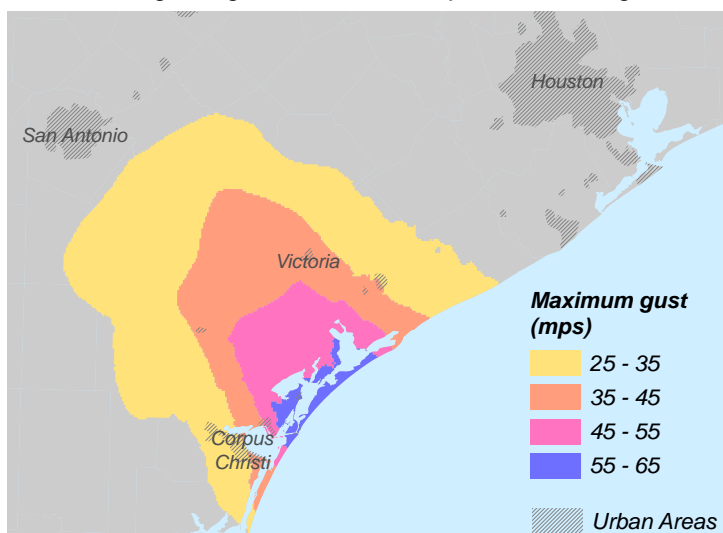 Houston
San Antonio
Victoria
Corpus
Christi
Maximum gust
(mps)
25 - 35
35 - 45
45 - 55
55 - 65
Urban Areas